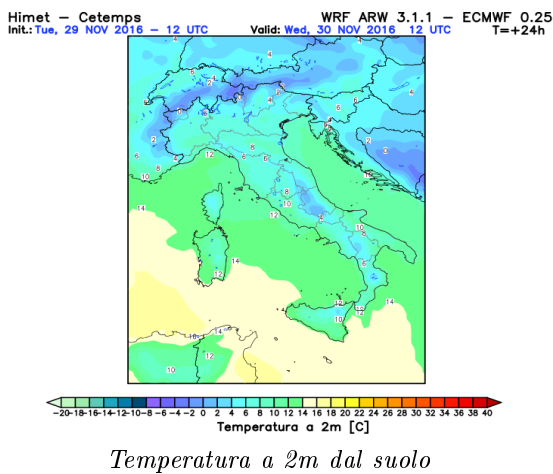 Himet – Cetemps WRF ARW 3.1.1 – ECMWF 0.25
Init.: Tue, 29 NOV 2016 – 12 UTC Valid: Wed, 30 NOV 2016 12 UTC T=+24h
-20-18-16-14-12-10-8 -6 -4 -2 0 2 4 6 8 10 12 14 16 18 20 22 24 26 28 30 32 34 36 38 40
Temperatura a 2m [C]
Temperatura a 2m dal suolo